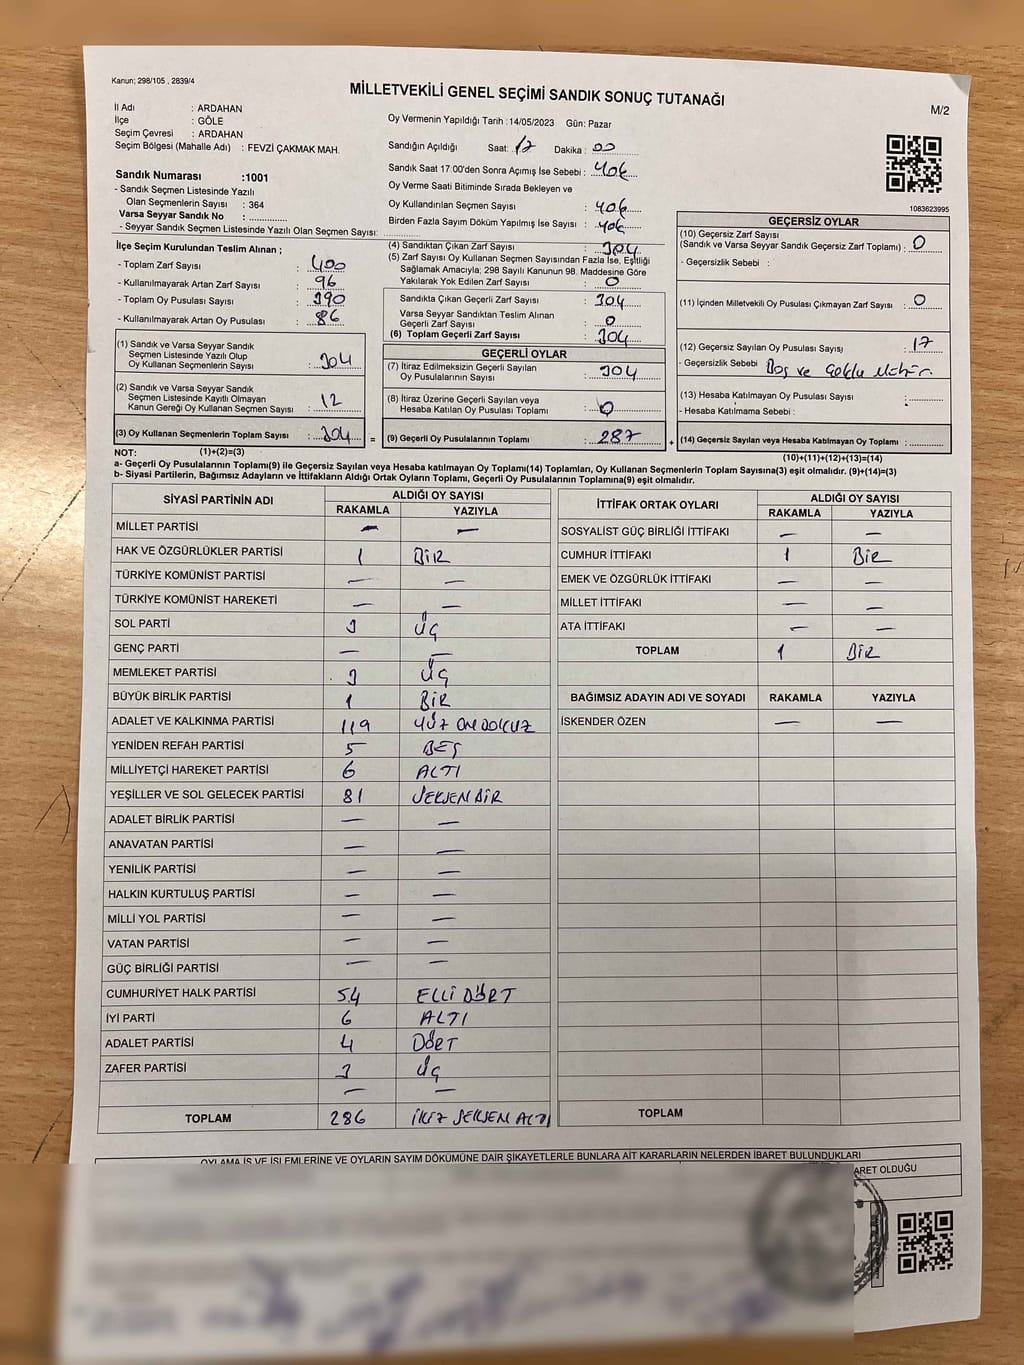 Kanun; 298/105 , 2839/4
MİLLETVEKİLİ GENEL SEÇİMİ SANDIK SONUÇ TUTANAĞI
M/2
İl Adı : ARDAHAN
İlçe : GÖLE
Seçim Çevresi : ARDAHAN
Seçim Bölgesi (Mahalle Adı) : FEVZİ ÇAKMAK MAH.
Sandık Numarası :1001
- Sandık Seçmen Listesinde Yazılı
Olan Seçmenlerin Sayısı : 364
Varsa Seyyar Sandık No :
- Seyyar Sandık Seçmen Listesinde Yazılı Olan Seçmen Sayısı:
Oy Vermenin Yapıldığı Tarih :14/05/2023 Gün: Pazar
Sandığın Açıldığı Saat: 17 Dakika : 00
Sandık Saat 17:00'den Sonra Açımış İse Sebebi :
Oy Verme Saati Bitiminde Sırada Bekleyen ve
Oy Kullandırılan Seçmen Sayısı :
Birden Fazla Sayım Döküm Yapılmış İse Sayısı :
1083623995
İlçe Seçim Kurulundan Teslim Alınan ;
- Toplam Zarf Sayısı : 400
- Kullanılmayarak Artan Zarf Sayısı : 96
- Toplam Oy Pusulası Sayısı : 390
- Kullanılmayarak Artan Oy Pusulası : 86
(1) Sandık ve Varsa Seyyar Sandık
Seçmen Listesinde Yazılı Olup
Oy Kullanan Seçmenlerin Sayısı : 304
(2) Sandık ve Varsa Seyyar Sandık
Seçmen Listesinde Kayıtlı Olmayan
Kanun Gereği Oy Kullanan Seçmen Sayısı : 12
(3) Oy Kullanan Seçmenlerin Toplam Sayısı : 304 =
(4) Sandıktan Çıkan Zarf Sayısı : 304
(5) Zarf Sayısı Oy Kullanan Seçmen Sayısından Fazla İse, Eşitliği
Sağlamak Amacıyla; 298 Sayılı Kanunun 98. Maddesine Göre
Yakılarak Yok Edilen Zarf Sayısı : 0
Sandıkta Çıkan Geçerli Zarf Sayısı : 304
Varsa Seyyar Sandıktan Teslim Alınan
Geçerli Zarf Sayısı : 0
(6) Toplam Geçerli Zarf Sayısı : 304
GEÇERLİ OYLAR
(7) İtiraz Edilmeksizin Geçerli Sayılan
Oy Pusulalarının Sayısı : 304
(8) İtiraz Üzerine Geçerli Sayılan veya
Hesaba Katılan Oy Pusulası Toplamı : 0
(9) Geçerli Oy Pusulalarının Toplamı : 287 +
GEÇERSİZ OYLAR
(10) Geçersiz Zarf Sayısı
(Sandık ve Varsa Seyyar Sandık Geçersiz Zarf Toplamı) : 0
- Geçersizlik Sebebi :
(11) İçinden Milletvekili Oy Pusulası Çıkmayan Zarf Sayısı : 0
(12) Geçersiz Sayılan Oy Pusulası Sayısı : 17
- Geçersizlik Sebebi : Boş ve Çoklu Mühür.
(13) Hesaba Katılmayan Oy Pusulası Sayısı :
- Hesaba Katılmama Sebebi :
(14) Geçersiz Sayılan veya Hesaba Katılmayan Oy Toplamı :
NOT: (1)+(2)=(3)
(10)+(11)+(12)+(13)=(14)
a- Geçerli Oy Pusulalarının Toplamı(9) ile Geçersiz Sayılan veya Hesaba katılmayan Oy Toplamı(14) Toplamları, Oy Kullanan Seçmenlerin Toplam Sayısına(3) eşit olmalıdır. (9)+(14)=(3)
b- Siyasi Partilerin, Bağımsız Adayların ve İttifakların Aldığı Ortak Oyların Toplamı, Geçerli Oy Pusulalarının Toplamına(9) eşit olmalıdır.
SİYASİ PARTİNİN ADI ALDIĞI OY SAYISI
RAKAMLA YAZIYLA
MİLLET PARTİSİ — —
HAK VE ÖZGÜRLÜKLER PARTİSİ 1 BİR
TÜRKİYE KOMÜNİST PARTİSİ — —
TÜRKİYE KOMÜNİST HAREKETİ — —
SOL PARTİ 3 ÜÇ
GENÇ PARTİ — —
MEMLEKET PARTİSİ 3 ÜÇ
BÜYÜK BİRLİK PARTİSİ 1 BİR
ADALET VE KALKINMA PARTİSİ 119 YÜZ ONDOKUZ
YENİDEN REFAH PARTİSİ 5 BEŞ
MİLLİYETÇİ HAREKET PARTİSİ 6 ALTI
YEŞİLLER VE SOL GELECEK PARTİSİ 81 SEKSENBİR
ADALET BİRLİK PARTİSİ — —
ANAVATAN PARTİSİ — —
YENİLİK PARTİSİ — —
HALKIN KURTULUŞ PARTİSİ — —
MİLLİ YOL PARTİSİ — —
VATAN PARTİSİ — —
GÜÇ BİRLİĞİ PARTİSİ — —
CUMHURİYET HALK PARTİSİ 54 ELLİ DÖRT
İYİ PARTİ 6 ALTI
ADALET PARTİSİ 4 DÖRT
ZAFER PARTİSİ 3 ÜÇ
— —
TOPLAM 286 İKİYZ SEKSEN ALTI
İTTİFAK ORTAK OYLARI ALDIĞI OY SAYISI
RAKAMLA YAZIYLA
SOSYALİST GÜÇ BİRLİĞİ İTTİFAKI — —
CUMHUR İTTİFAKI 1 BİR
EMEK VE ÖZGÜRLÜK İTTİFAKI — —
MİLLET İTTİFAKI — —
ATA İTTİFAKI — —
TOPLAM 1 BİR
BAĞIMSIZ ADAYIN ADI VE SOYADI RAKAMLA YAZIYLA
İSKENDER ÖZEN — —
TOPLAM
OYLAMA İŞ VE İŞLEMLERİNE VE OYLARIN SAYIM DÖKÜMÜNE DAİR ŞİKAYETLERLE BUNLARA AİT KARARLARIN NELERDEN İBARET BULUNDUKLARI
ARET OLDUĞU